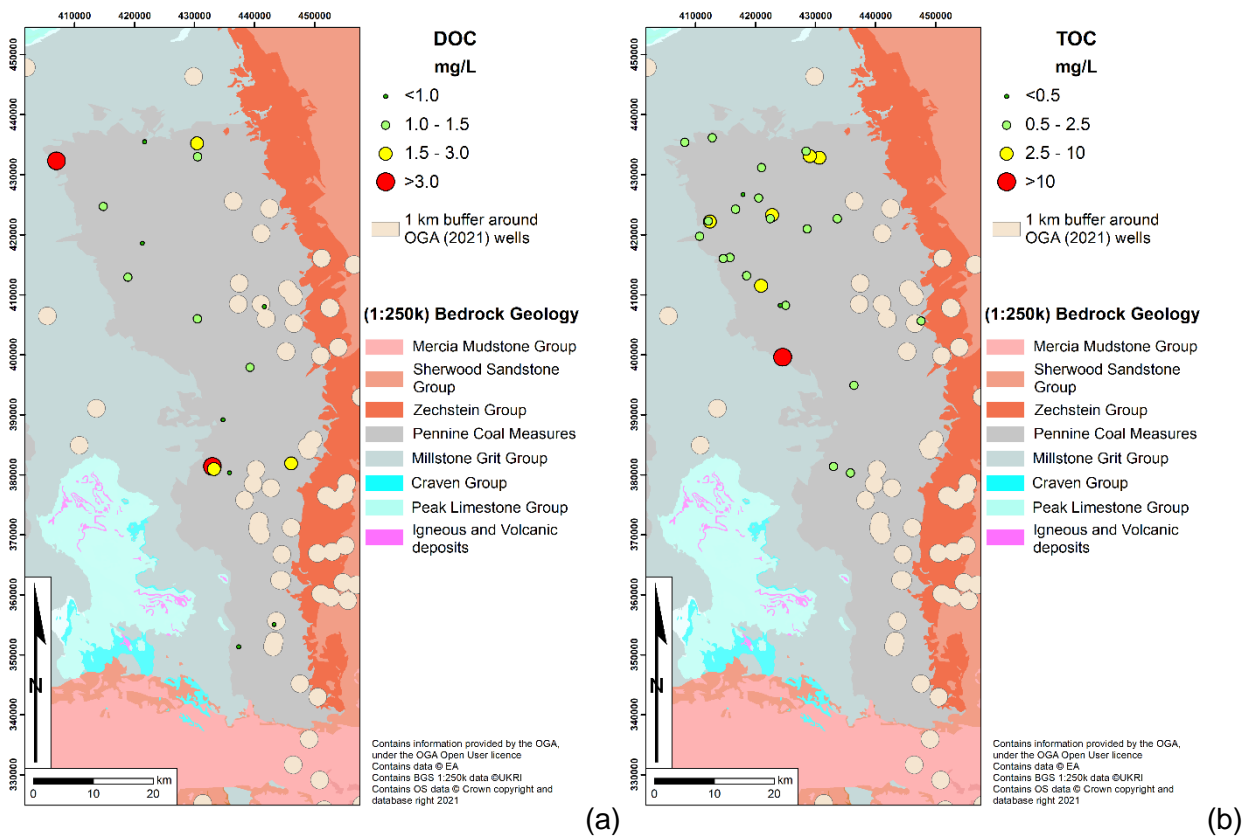 410000 420000 430000 440000 450000
450000
440000
430000
420000
410000
400000
390000
380000
370000
360000
350000
340000
330000
N
0 10 20 km
DOC
mg/L
<1.0
1.0 - 1.5
1.5 - 3.0
>3.0
1 km buffer around
OGA (2021) wells
(1:250k) Bedrock Geology
Mercia Mudstone Group
Sherwood Sandstone
Group
Zechstein Group
Pennine Coal Measures
Millstone Grit Group
Craven Group
Peak Limestone Group
Igneous and Volcanic
deposits
Contains information provided by the OGA,
under the OGA Open User licence
Contains data © EA
Contains BGS 1:250k data ©UKRI
Contains OS data © Crown copyright and
database right 2021
(a)
410000 420000 430000 440000 450000
450000
440000
430000
420000
410000
400000
390000
380000
370000
360000
350000
340000
330000
N
0 10 20 km
TOC
mg/L
<0.5
0.5 - 2.5
2.5 - 10
>10
1 km buffer around
OGA (2021) wells
(1:250k) Bedrock Geology
Mercia Mudstone Group
Sherwood Sandstone
Group
Zechstein Group
Pennine Coal Measures
Millstone Grit Group
Craven Group
Peak Limestone Group
Igneous and Volcanic
deposits
Contains information provided by the OGA,
under the OGA Open User licence
Contains data © EA
Contains BGS 1:250k data ©UKRI
Contains OS data © Crown copyright and
database right 2021
(b)